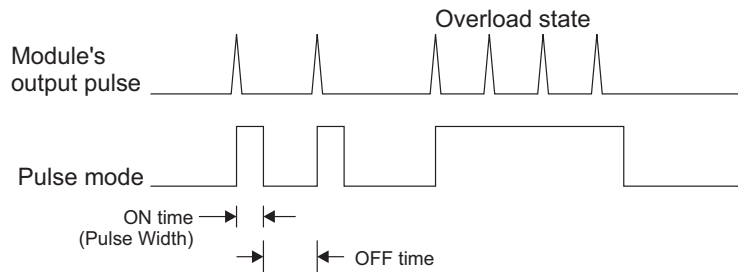 Overload state
Module's
output pulse
Pulse mode
ON time
(Pulse Width)
OFF time